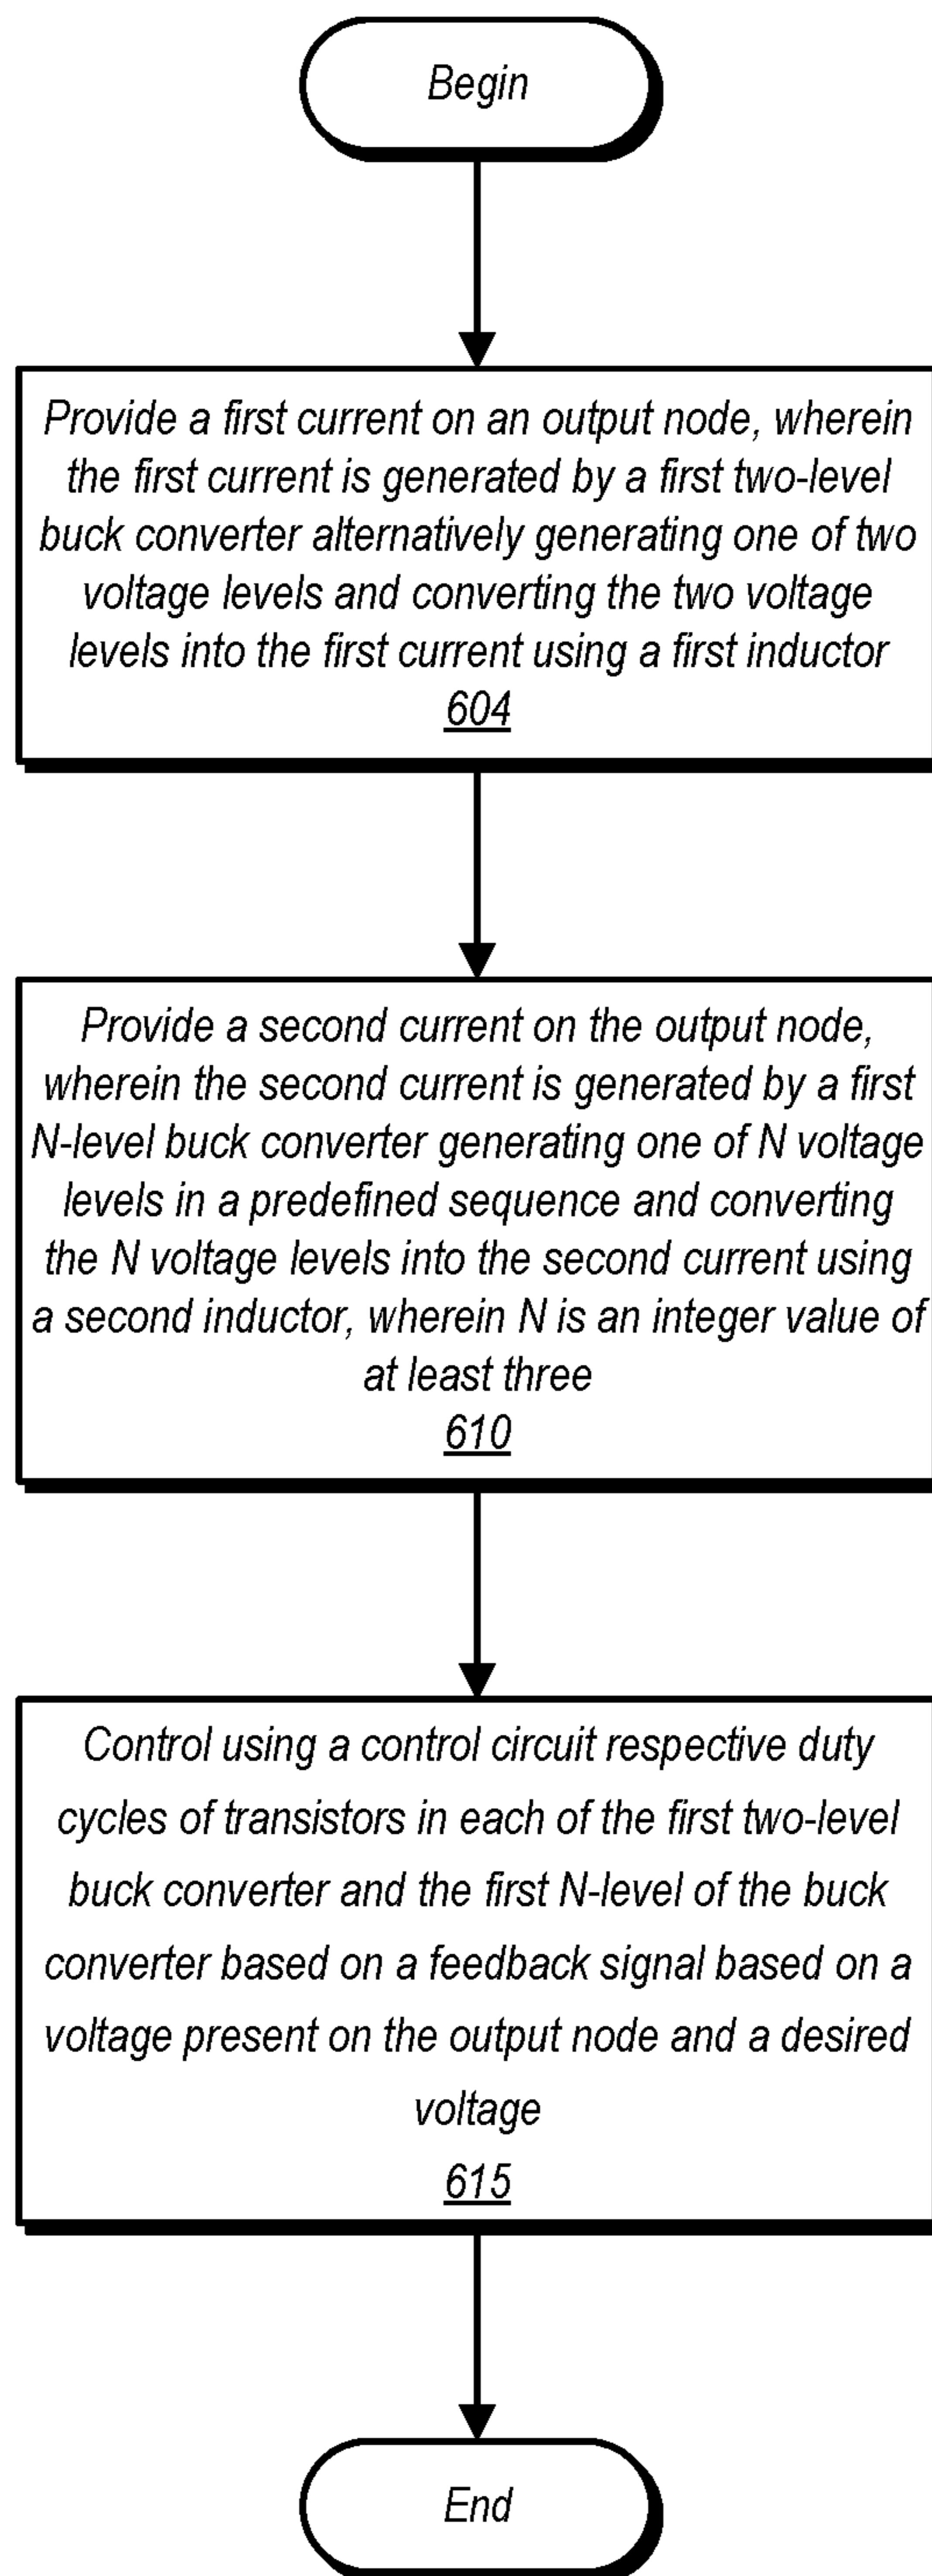 Begin
Provide a first current on an output node, wherein
the first current is generated by a first two-level
buck converter alternatively generating one of two
voltage levels and converting the two voltage
levels into the first current using a first inductor
604
Provide a second current on the output node,
wherein the second current is generated by a first
N-level buck converter generating one of N voltage
levels in a predefined sequence and converting
the N voltage levels into the second current using
a second inductor, wherein N is an integer value of
at least three
610
Control using a control circuit respective duty
cycles of transistors in each of the first two-level
buck converter and the first N-level of the buck
converter based on a feedback signal based on a
voltage present on the output node and a desired
voltage
615
End